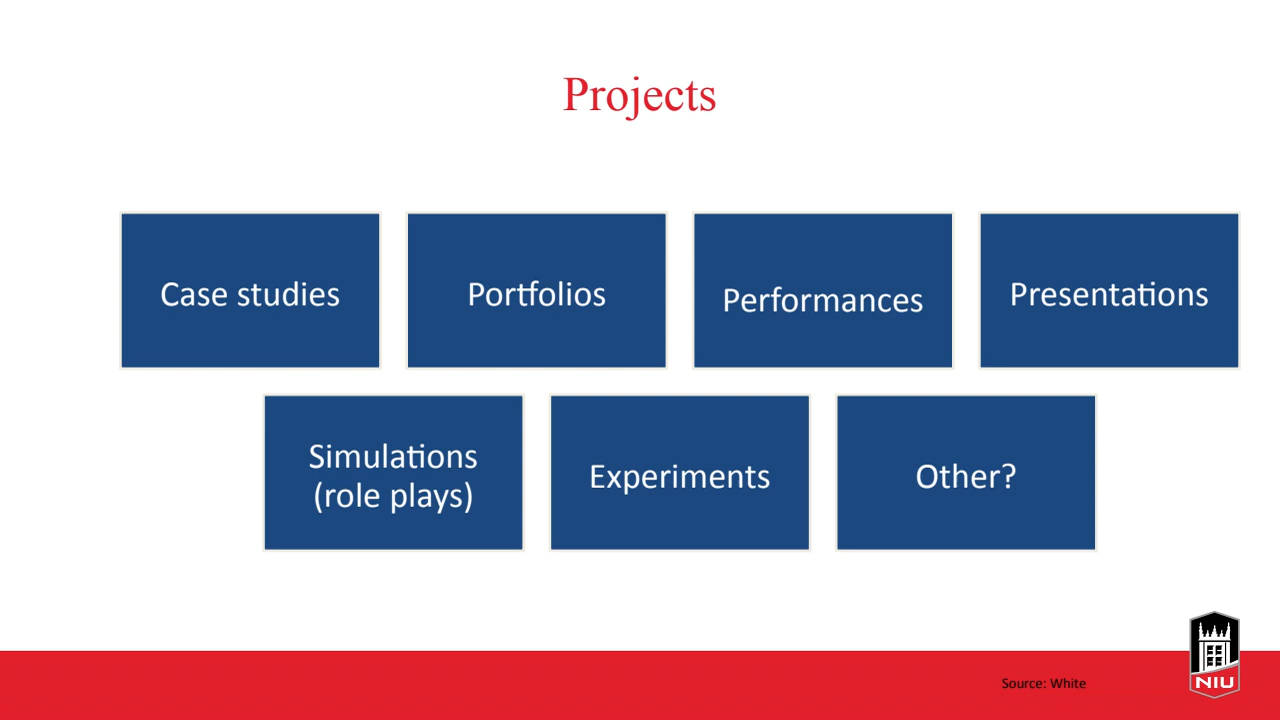 Projects
Case studies
Portfolios
Performances
Presentations
Simulations
(role plays)
Experiments
Other?
Source: White
NIU